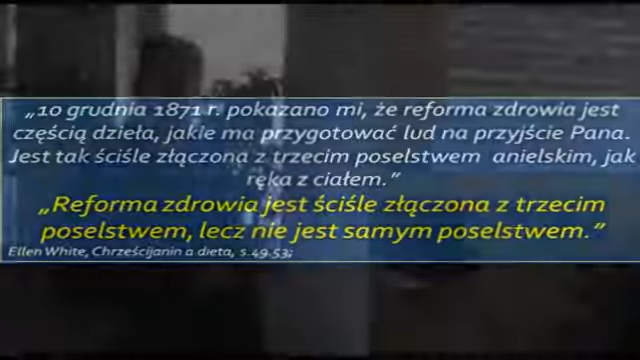 „10 grudnia 1871 r. pokazano mi, że reforma zdrowia jest
częścią dzieła, jakie ma przygotować lud na przyjście Pana.
Jest tak ściśle złączona z trzecim poselstwem anielskim, jak
ręka z ciałem.”
„Reforma zdrowia jest ściśle złączona z trzecim
poselstwem, lecz nie jest samym poselstwem.”
Ellen White, Chrześcijanin a dieta, s.49.53;